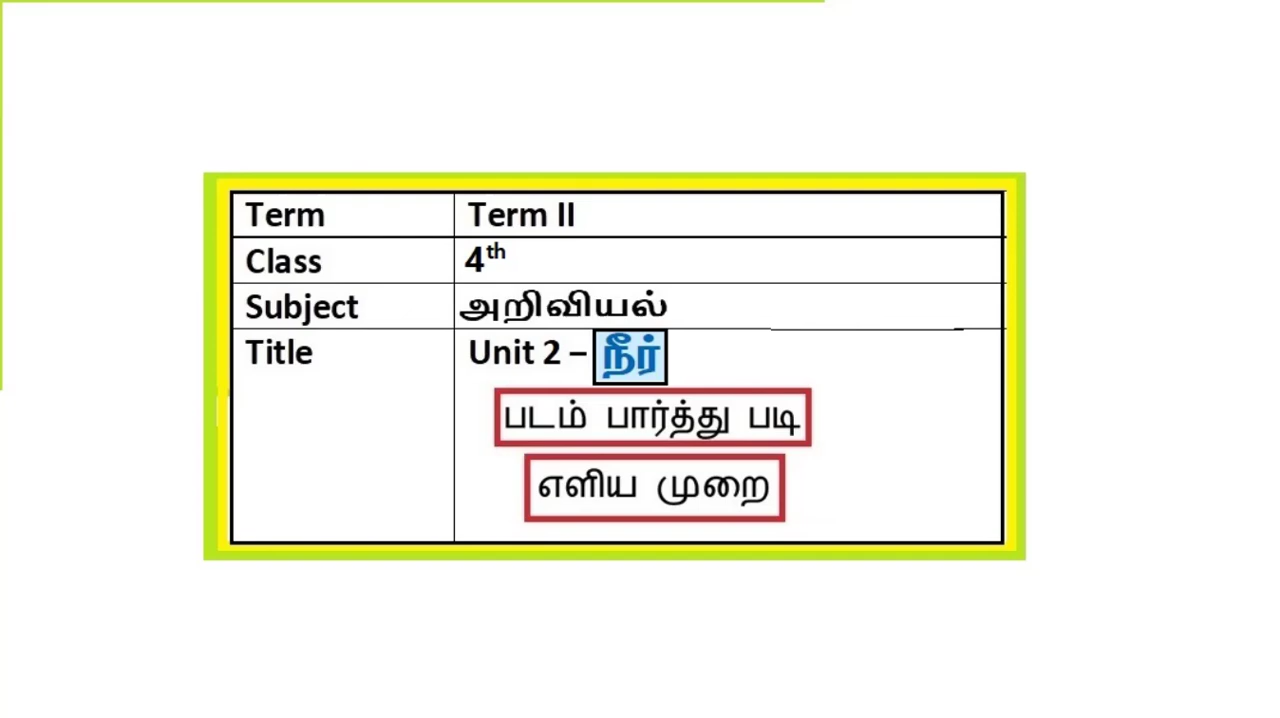 Term Term II
Class 4th
Subject அறிவியல்
Title Unit 2 – நீர்
படம் பார்த்து படி
எளிய முறை